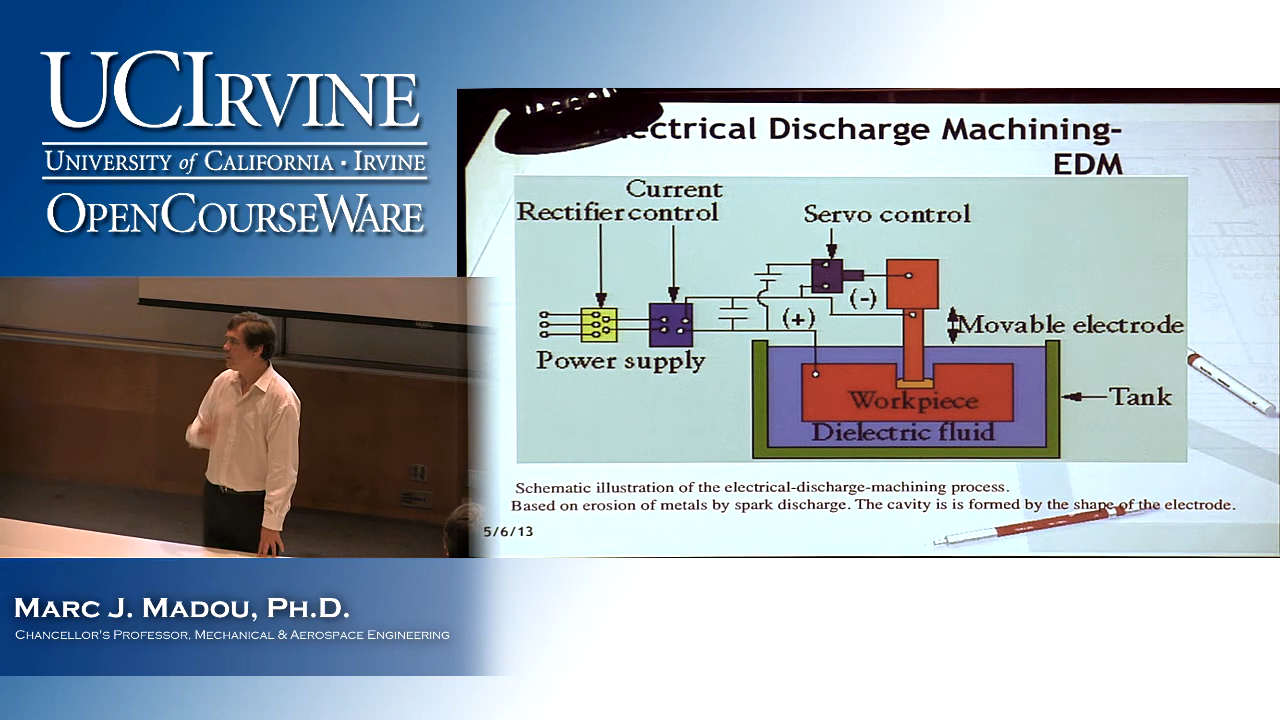 UCIRVINE
UNIVERSITY of CALIFORNIA • IRVINE
OPENCOURSEWARE
Discharge Machining-
EDM
Current
Rectifier control
Servo control
(-)
(+)
Movable electrode
Power supply
Workpiece
Tank
Dielectric fluid
Schematic illustration of the electrical-discharge-machining process.
Based on erosion of metals by spark discharge. The cavity is is formed by the shape of the electrode.
5/6/13
MARC J. MADOU, PH.D.
CHANCELLOR'S PROFESSOR, MECHANICAL & AEROSPACE ENGINEERING